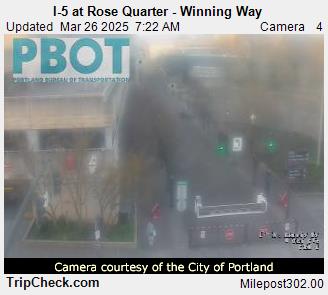 I-5 at Rose Quarter - Winning Way
Updated Mar 26 2025 7:22 AM Camera 4
PBOT
PORTLAND BUREAU OF TRANSPORTATION
Camera courtesy of the City of Portland
TripCheck.com Milepost302.00